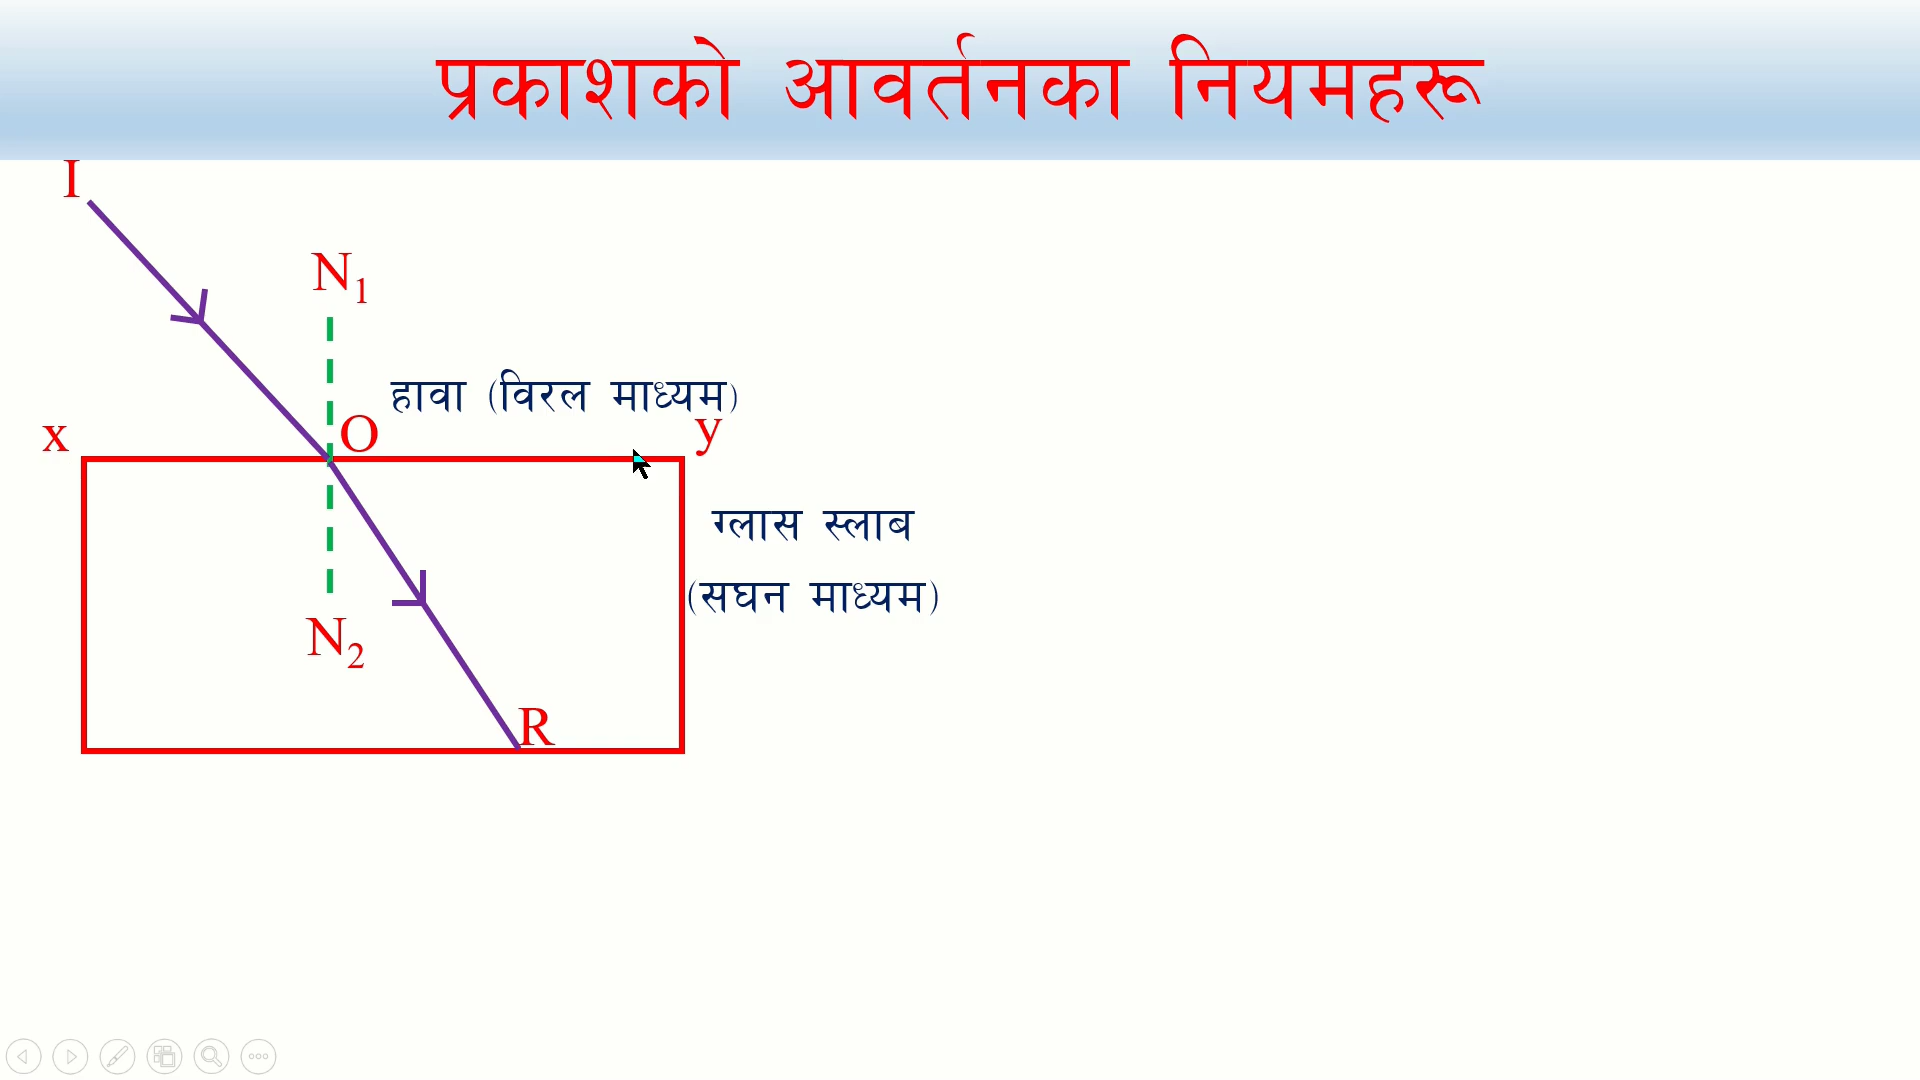 प्रकाशको आवर्तनका नियमहरू
I
N₁
हावा (विरल माध्यम)
x
O
y
ग्लास स्लाब
(सघन माध्यम)
N₂
R